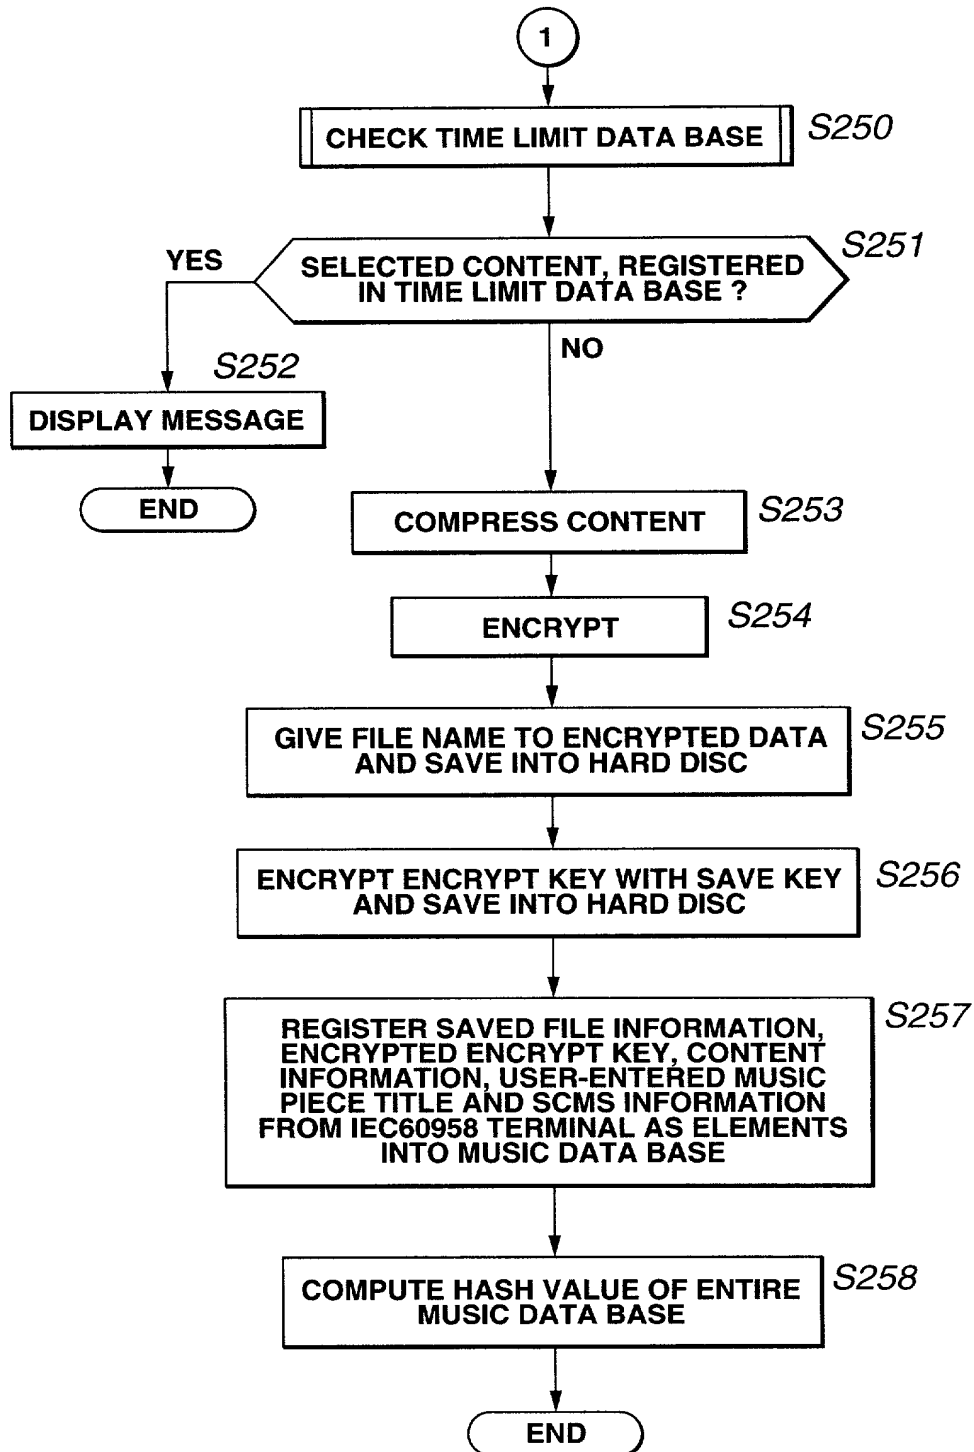 1
CHECK TIME LIMIT DATA BASE
S250
SELECTED CONTENT, REGISTERED
IN TIME LIMIT DATA BASE ?
S251
YES
NO
S252
DISPLAY MESSAGE
END
COMPRESS CONTENT
S253
ENCRYPT
S254
GIVE FILE NAME TO ENCRYPTED DATA
AND SAVE INTO HARD DISC
S255
ENCRYPT ENCRYPT KEY WITH SAVE KEY
AND SAVE INTO HARD DISC
S256
REGISTER SAVED FILE INFORMATION,
ENCRYPTED ENCRYPT KEY, CONTENT
INFORMATION, USER-ENTERED MUSIC
PIECE TITLE AND SCMS INFORMATION
FROM IEC60958 TERMINAL AS ELEMENTS
INTO MUSIC DATA BASE
S257
COMPUTE HASH VALUE OF ENTIRE
MUSIC DATA BASE
S258
END